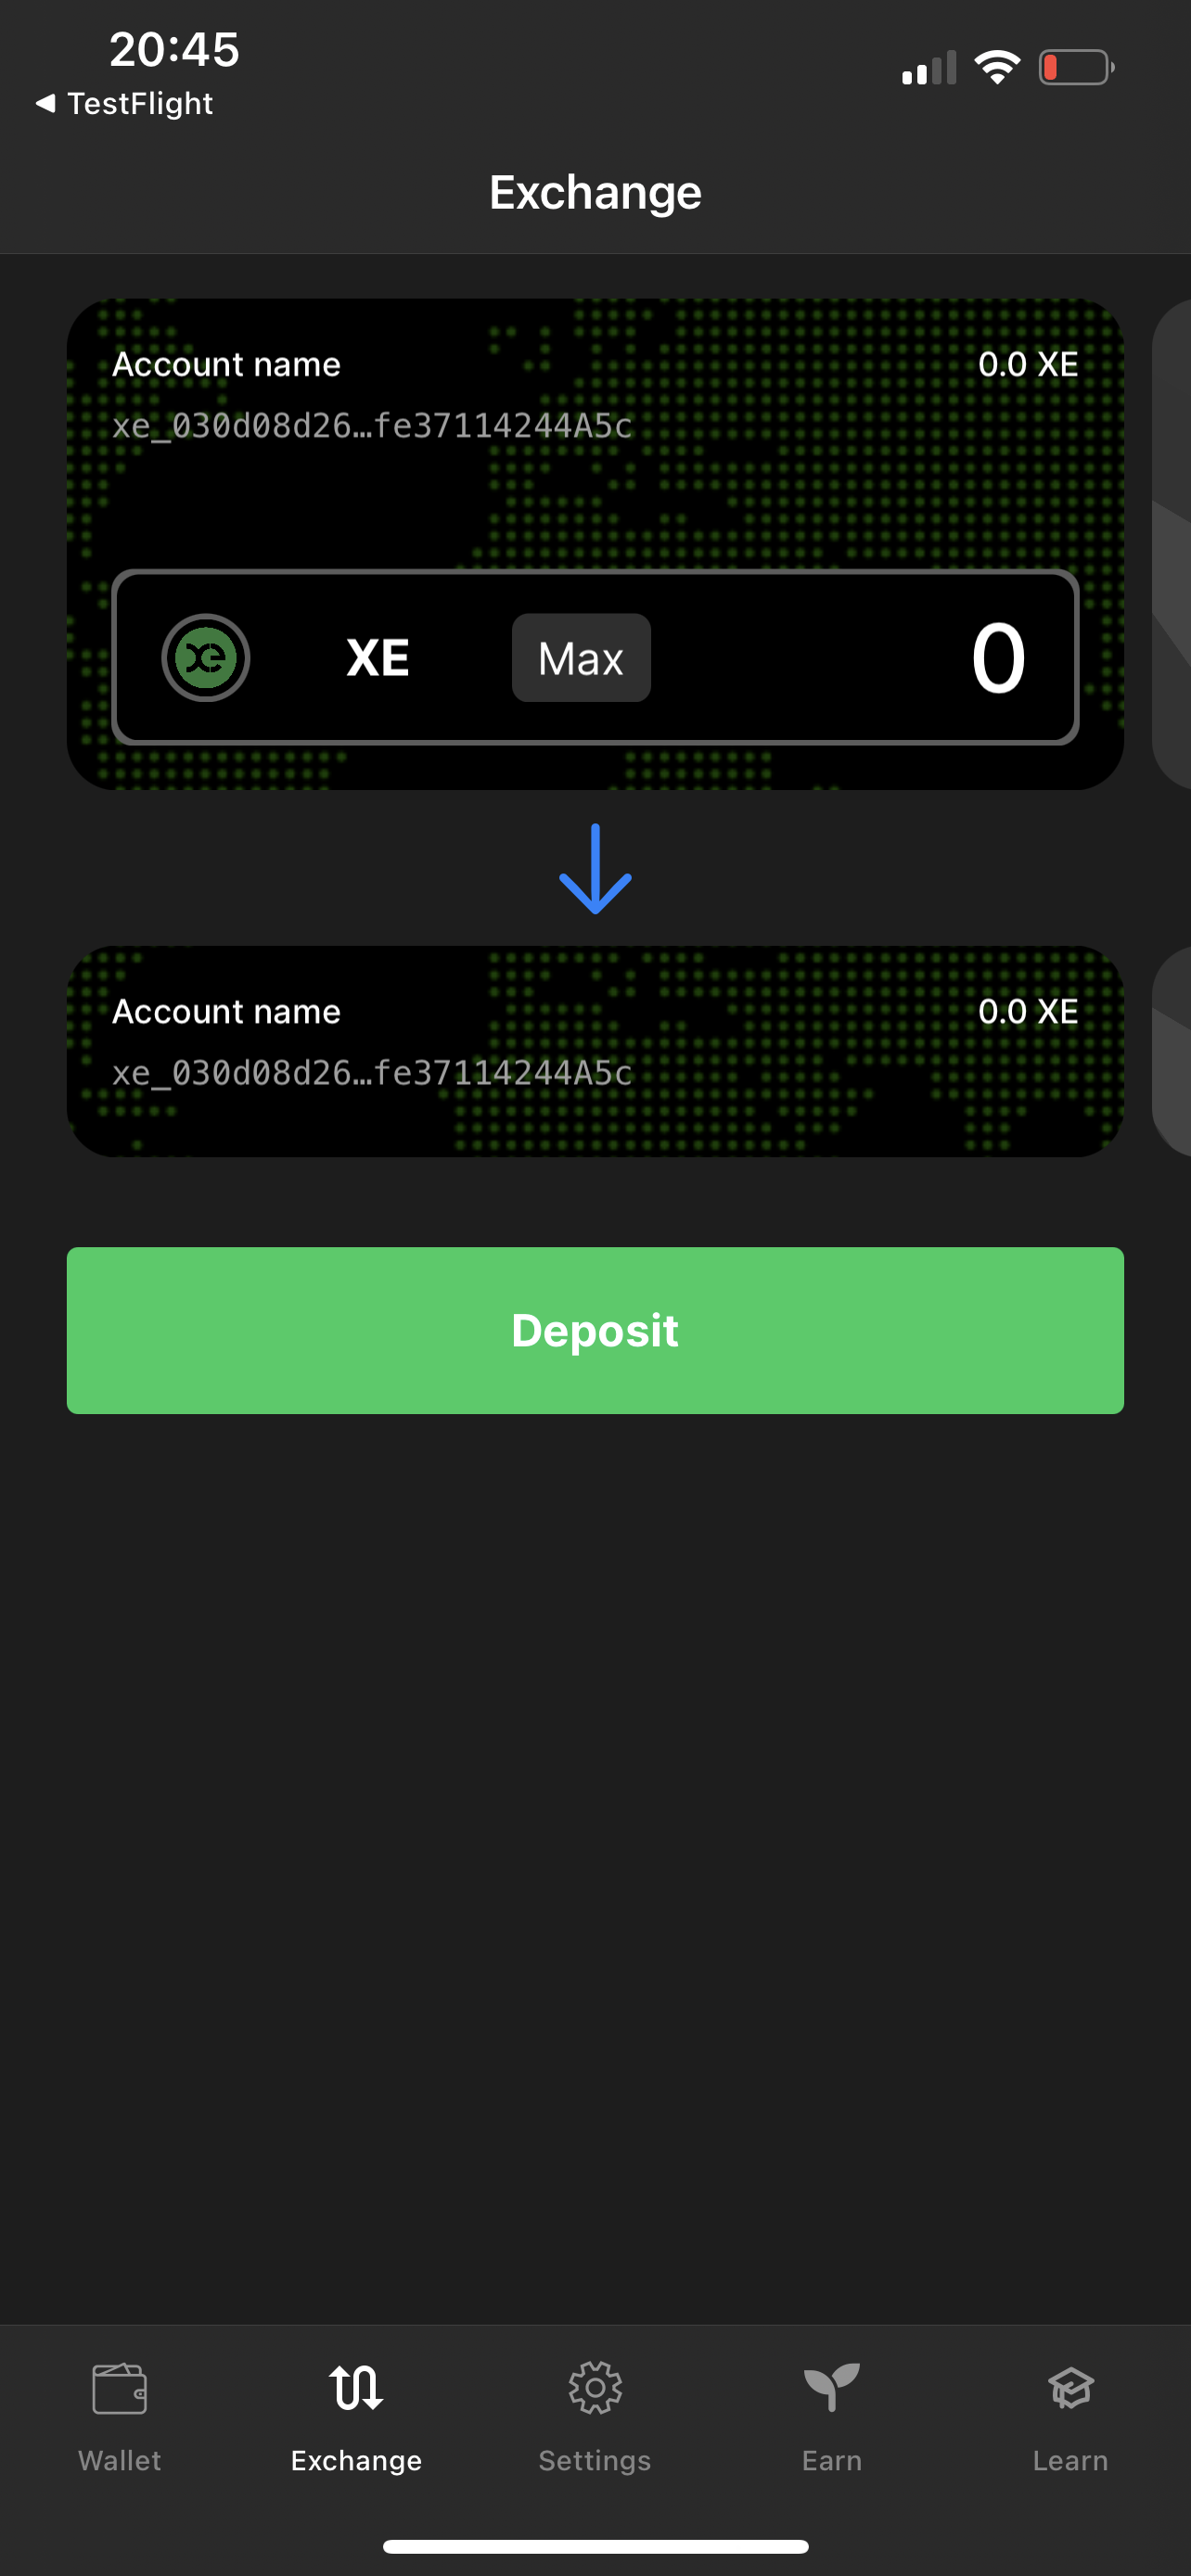 20:45
◀ TestFlight
Exchange
Account name 0.0 XE
xe_030d08d26…fe37114244A5c
xe XE Max 0
Account name 0.0 XE
xe_030d08d26…fe37114244A5c
Deposit
Wallet Exchange Settings Earn Learn